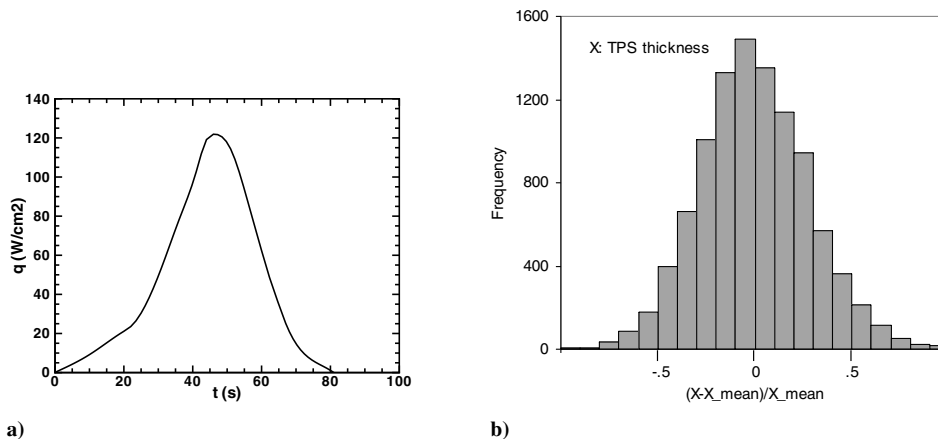 140
120
100
80
60
40
20
0
q (W/cm2)
0 20 40 60 80 100
t (s)
a)
1600
1200
800
400
0
Frequency
X: TPS thickness
-.5 0 .5
(X-X_mean)/X_mean
b)